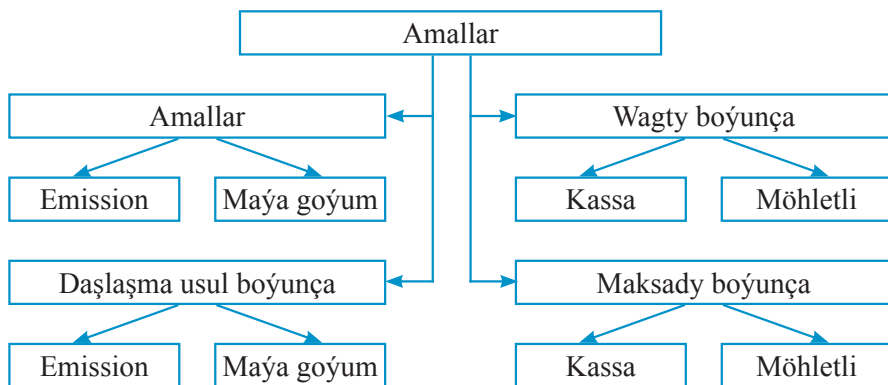 Amallar
Amallar
Wagty boýunça
Emission
Maýa goýum
Kassa
Möhletli
Daşlaşma usul boýunça
Maksady boýunça
Emission
Maýa goýum
Kassa
Möhletli